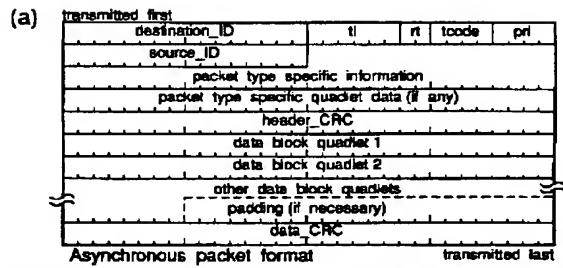 (a)
transmitted first
destination_ID tl rt tcode pri
source_ID
packet type specific information
packet type specific quadlet data (if any)
header_CRC
data block quadlet 1
data block quadlet 2
other data block quadlets
padding (if necessary)
data_CRC
Asynchronous packet format transmitted last